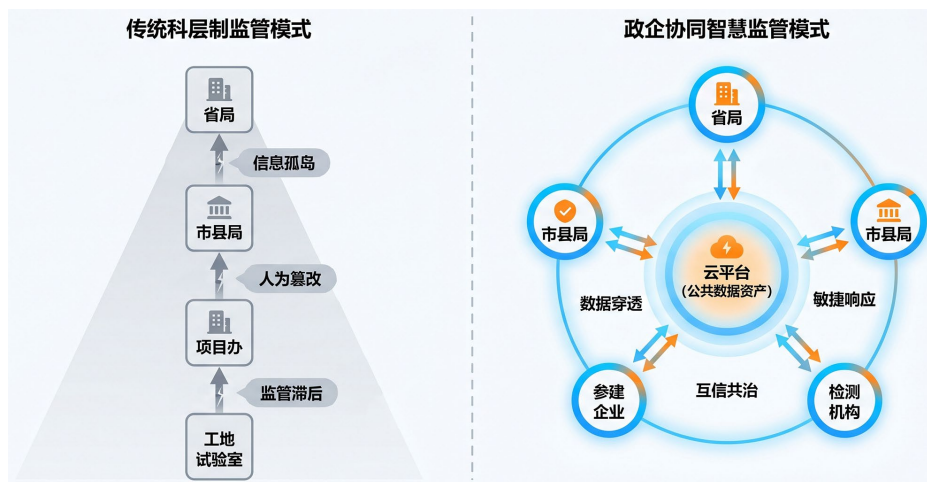 传统科层制监管模式
省局
信息孤岛
市县局
人为篡改
项目办
监管滞后
工地
试验室
政企协同智慧监管模式
省局
市县局
市县局
云平台
(公共数据资产)
数据穿透
敏捷响应
互信共治
参建
企业
检测
机构